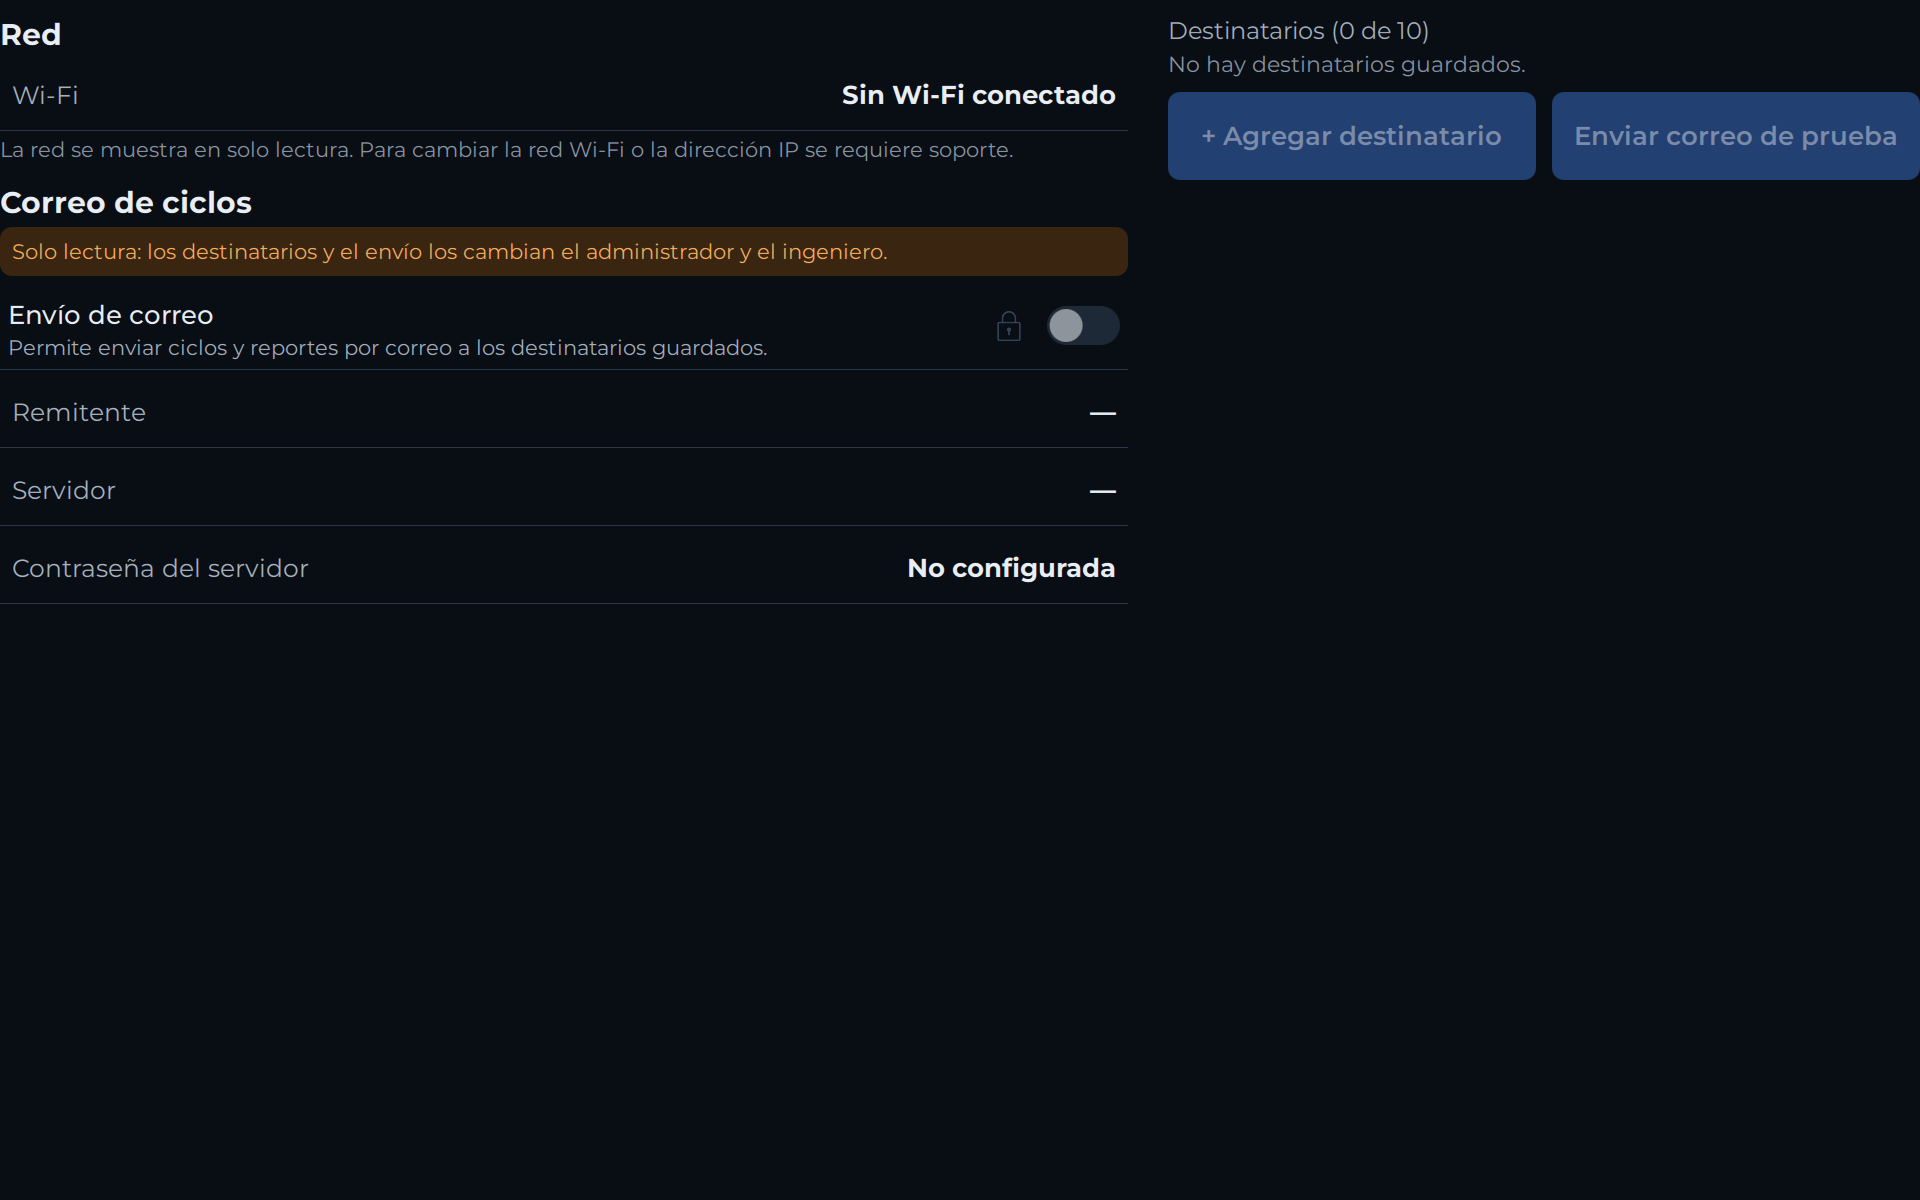 Red
Wi-Fi
Sin Wi-Fi conectado
La red se muestra en solo lectura. Para cambiar la red Wi-Fi o la dirección IP se requiere soporte.
Correo de ciclos
Solo lectura: los destinatarios y el envío los cambian el administrador y el ingeniero.
Envío de correo
Permite enviar ciclos y reportes por correo a los destinatarios guardados.
Remitente
—
Servidor
—
Contraseña del servidor
No configurada
Destinatarios (0 de 10)
No hay destinatarios guardados.
+ Agregar destinatario
Enviar correo de prueba